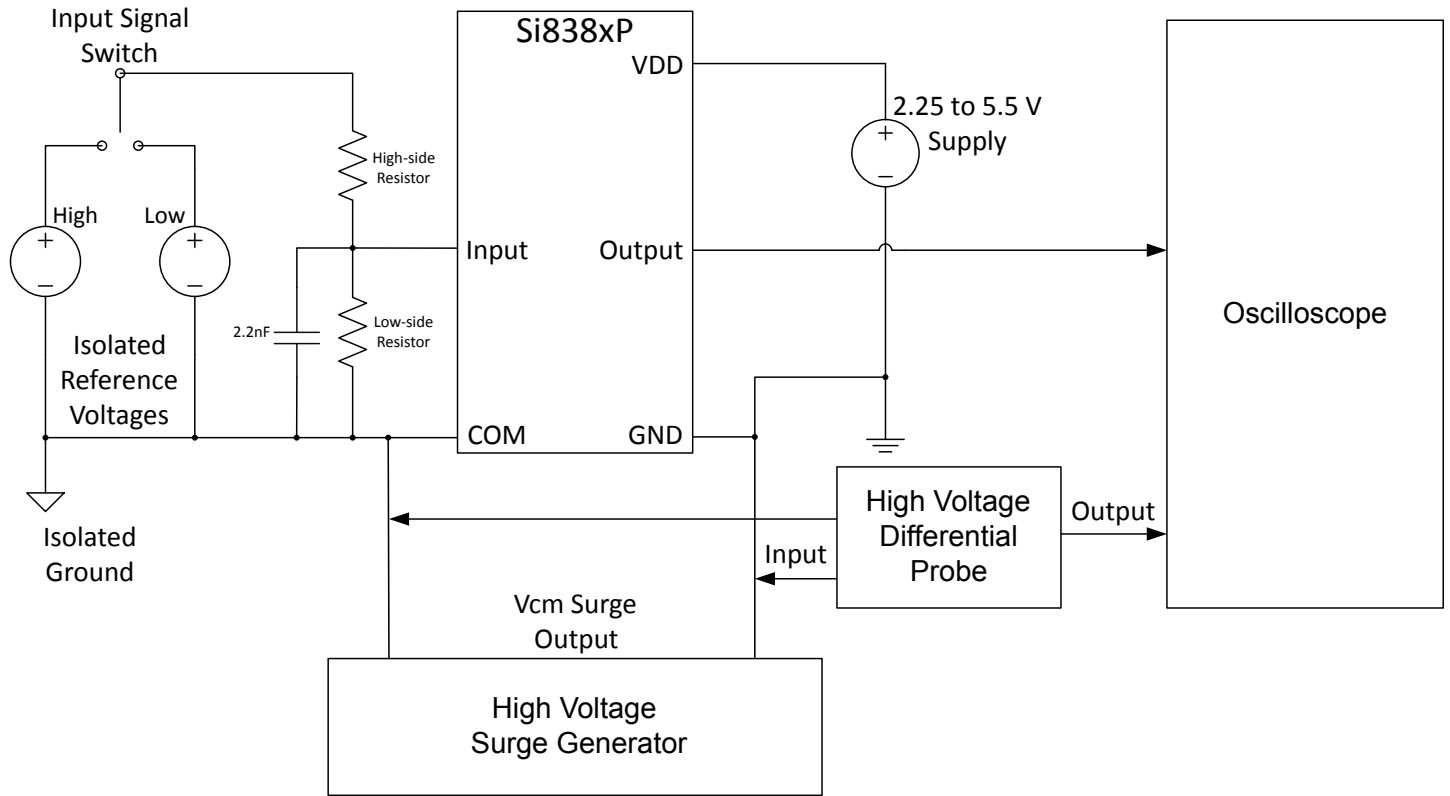 Input Signal
Switch
Si838xP
VDD
2.25 to 5.5 V
Supply
+
−
High-side
Resistor
High
Low
+
−
+
−
Input
Output
Oscilloscope
2.2nF
Low-side
Resistor
Isolated
Reference
Voltages
COM
GND
Isolated
Ground
High Voltage
Differential
Probe
Output
Input
Vcm Surge
Output
High Voltage
Surge Generator